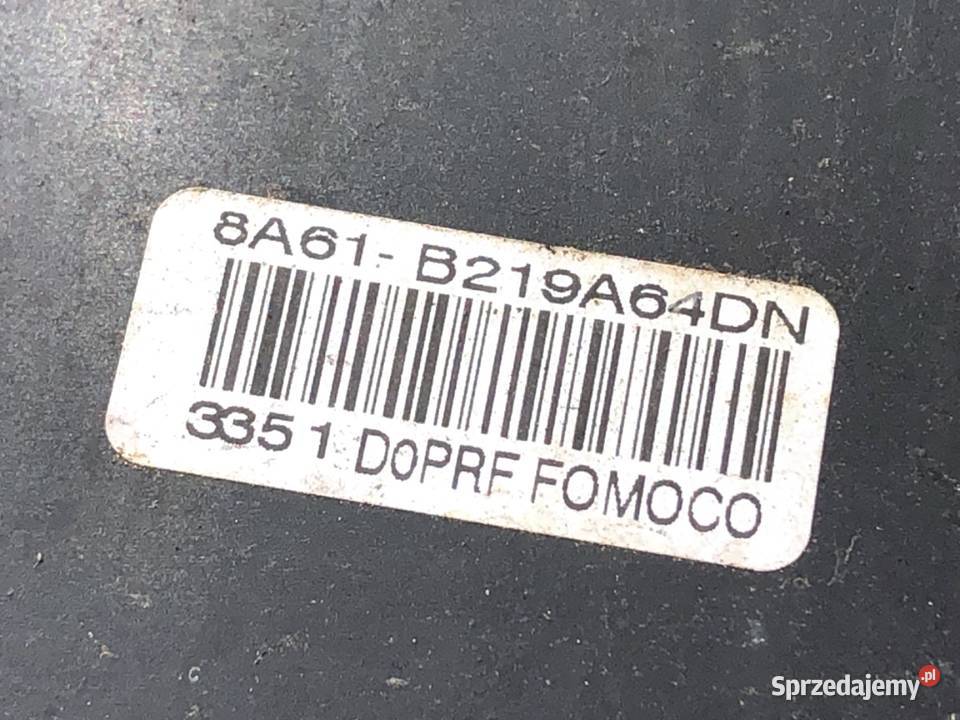 8A61- B219A64DN
3351 D0PRF FOMOCO
Sprzedajemy.pl